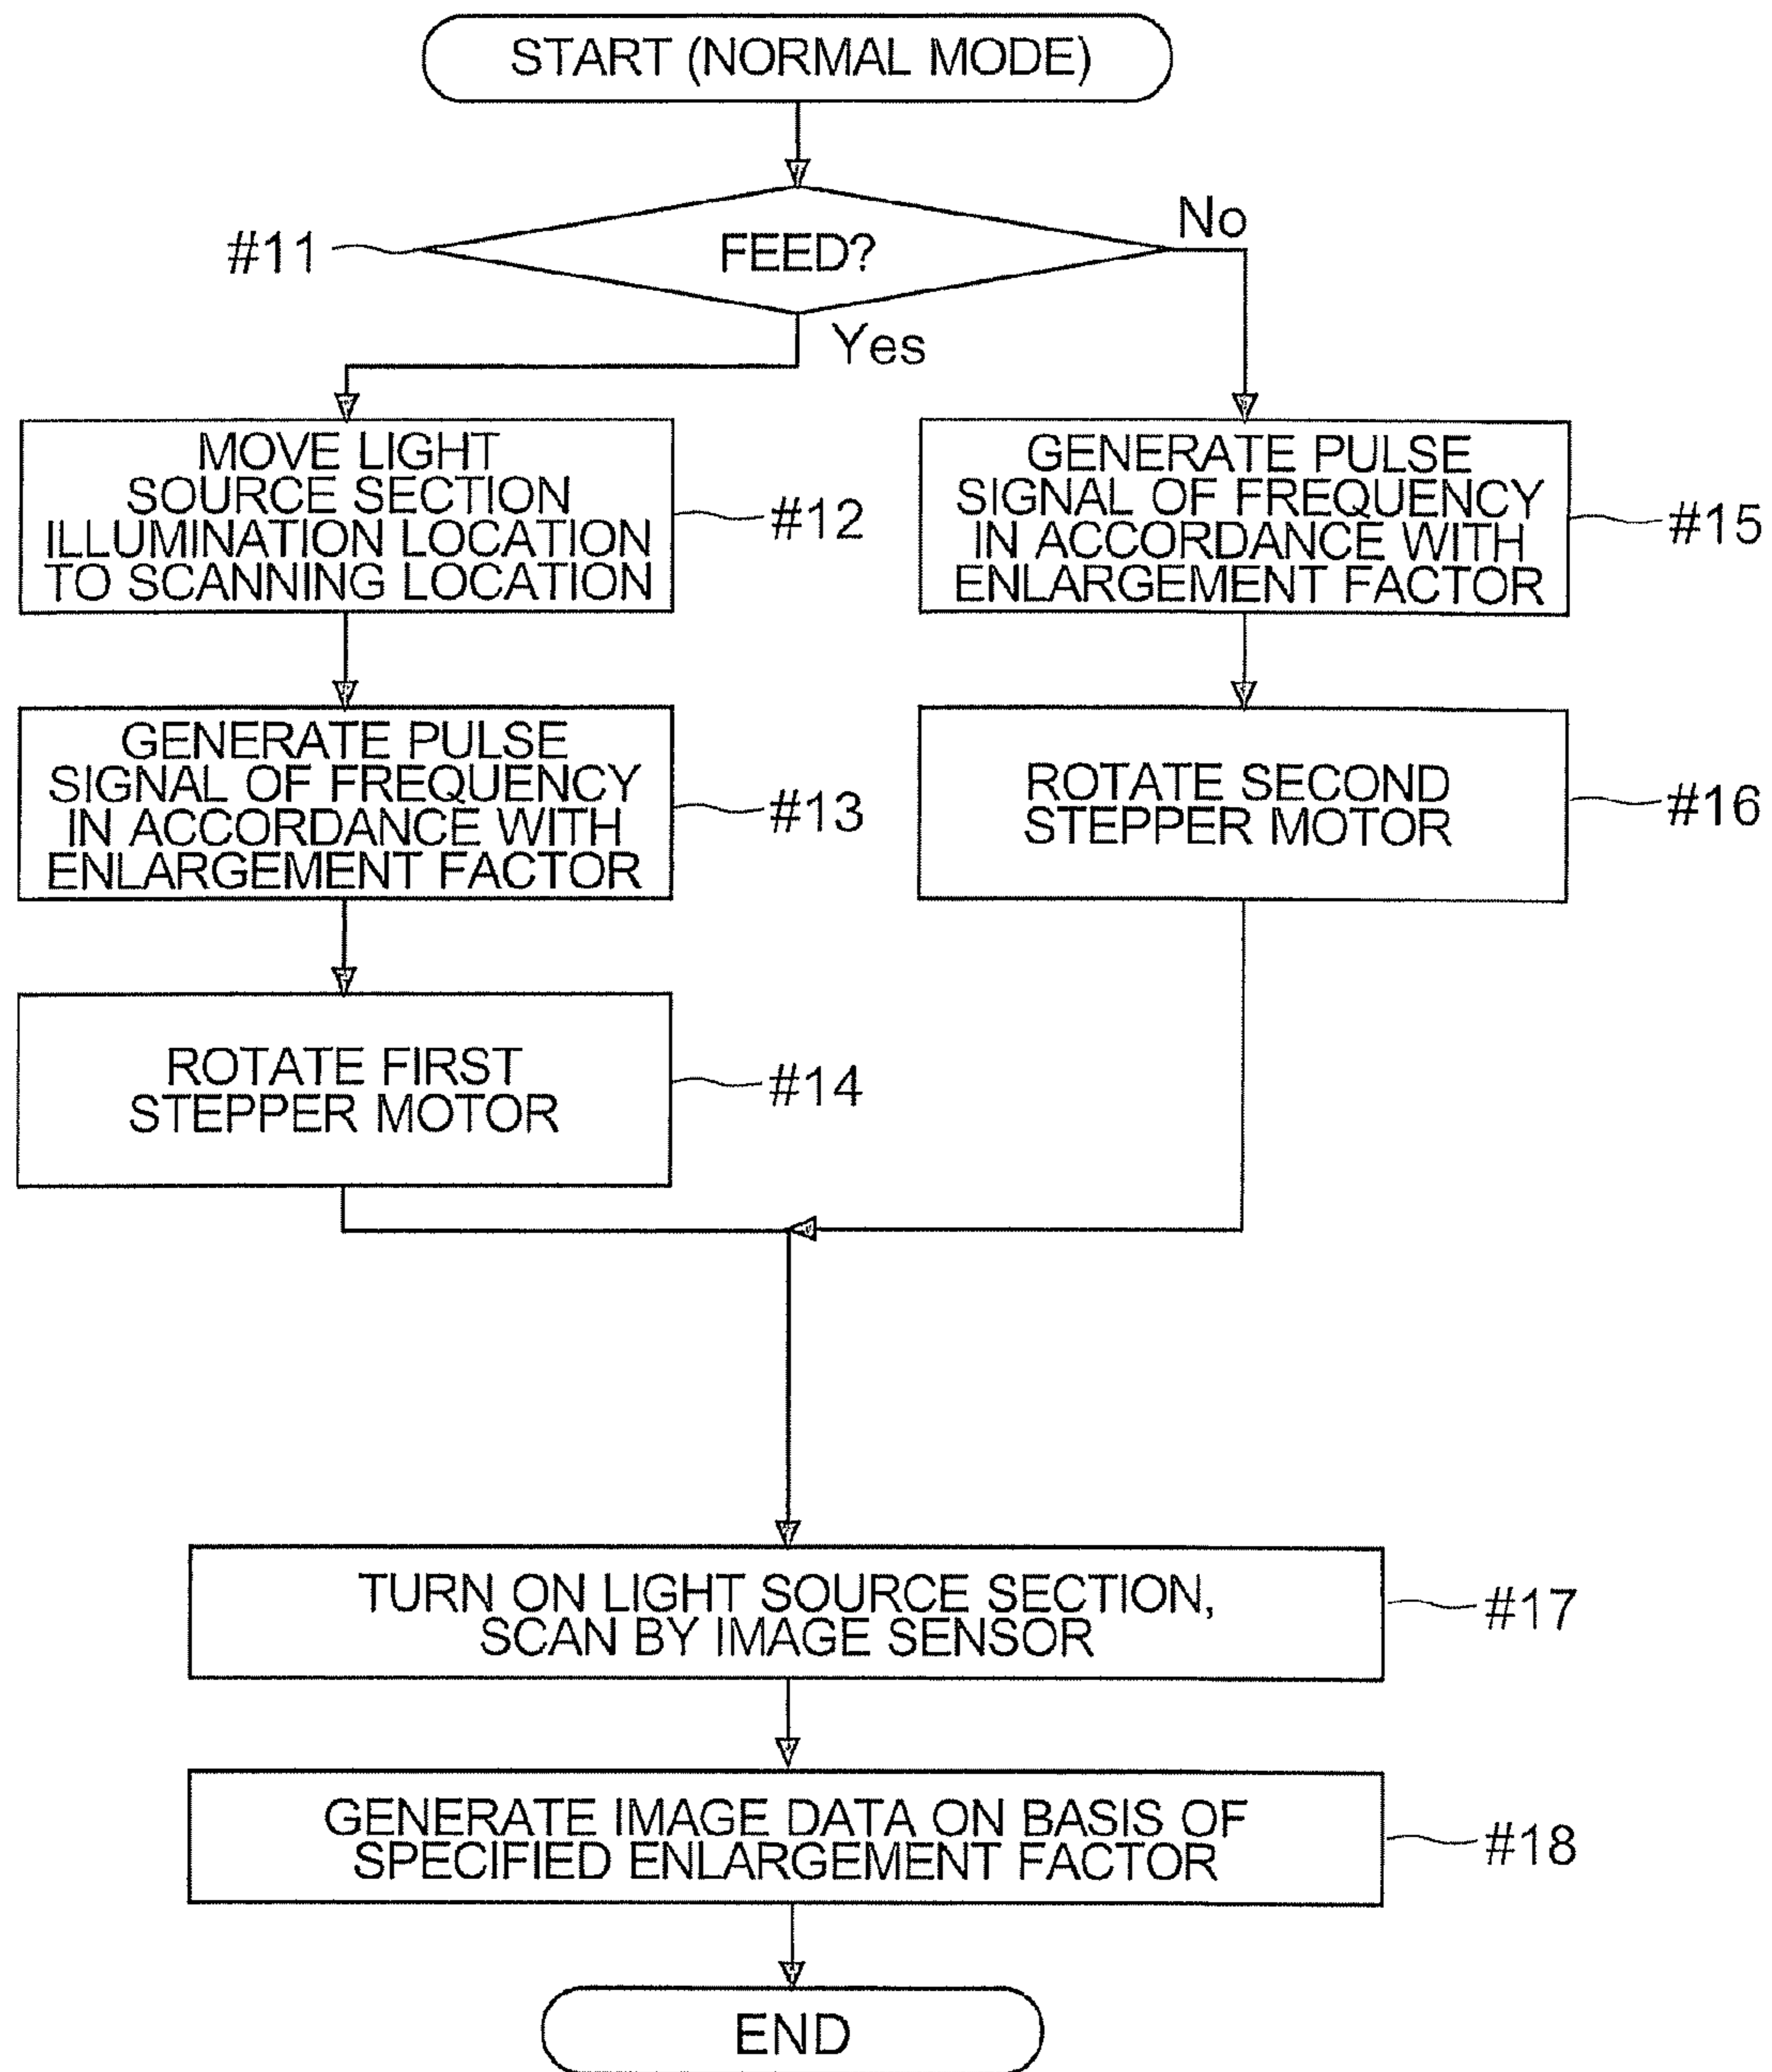 START (NORMAL MODE)
#11
FEED?
No
Yes
MOVE LIGHT
SOURCE SECTION
ILLUMINATION LOCATION
TO SCANNING LOCATION
#12
GENERATE PULSE
SIGNAL OF FREQUENCY
IN ACCORDANCE WITH
ENLARGEMENT FACTOR
#13
ROTATE FIRST
STEPPER MOTOR
#14
GENERATE PULSE
SIGNAL OF FREQUENCY
IN ACCORDANCE WITH
ENLARGEMENT FACTOR
#15
ROTATE SECOND
STEPPER MOTOR
#16
TURN ON LIGHT SOURCE SECTION,
SCAN BY IMAGE SENSOR
#17
GENERATE IMAGE DATA ON BASIS OF
SPECIFIED ENLARGEMENT FACTOR
#18
END